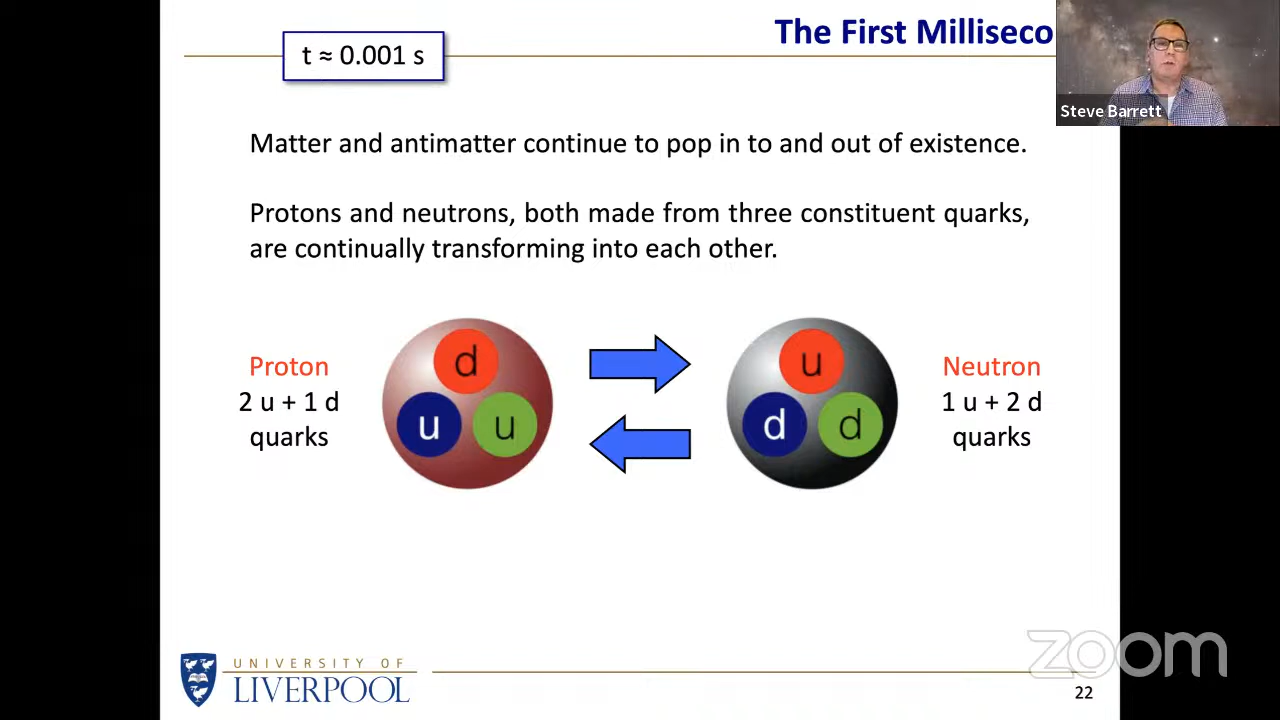 t ≈ 0.001 s
The First Milliseco
Steve Barrett
Matter and antimatter continue to pop in to and out of existence.
Protons and neutrons, both made from three constituent quarks,
are continually transforming into each other.
Proton
2 u + 1 d
quarks
d
u u
u
d d
Neutron
1 u + 2 d
quarks
UNIVERSITY OF
LIVERPOOL
zoom
22